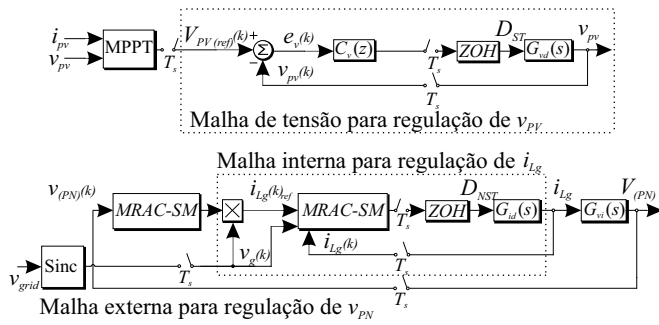 i_pv
v_pv
MPPT
T_s
V_PV(ref)(k)
+
−
Σ
e_v(k)
v_pv(k)
C_v(z)
T_s
ZOH
D_ST
G_vd(s)
v_pv
T_s
Malha de tensão para regulação de v_PV
Malha interna para regulação de i_Lg
v_(PN)(k)
MRAC-SM
×
i_Lg(k)_ref
MRAC-SM
T_s
ZOH
D_NST
G_id(s)
i_Lg
G_vi(s)
V_(PN)
i_Lg(k)
v_g(k)
T_s
v_grid
Sinc
T_s
T_s
Malha externa para regulação de v_PN